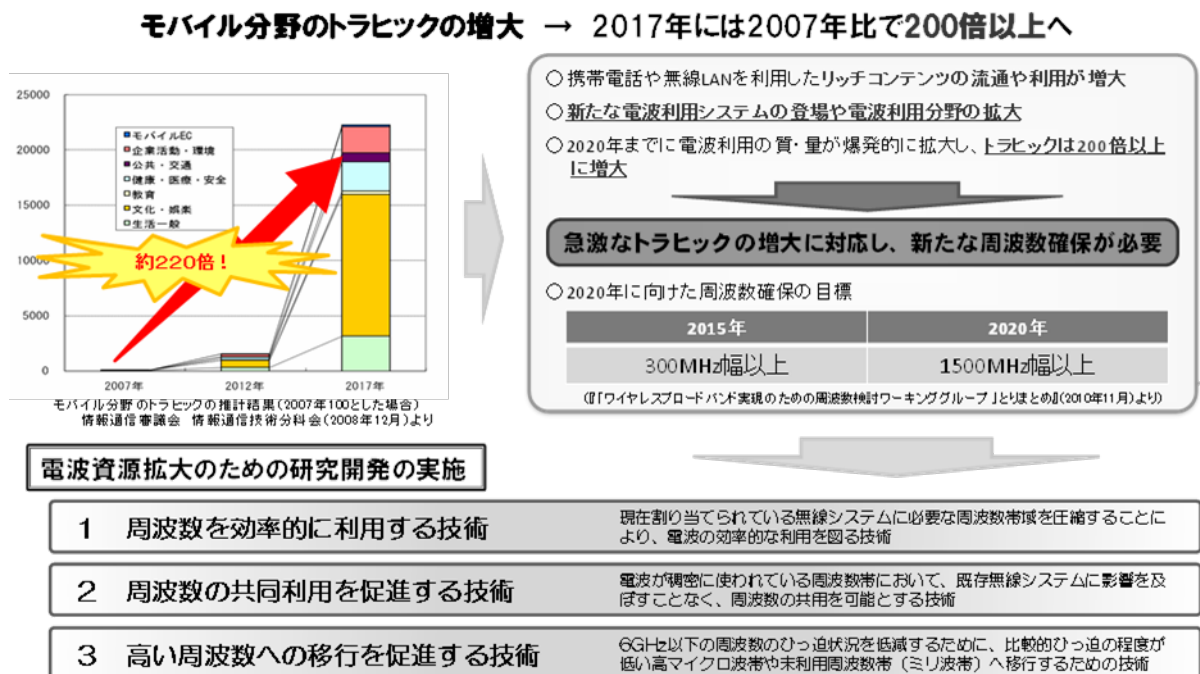 モバイル分野のトラヒックの増大 → 2017年には2007年比で200倍以上へ
25000
20000
15000
10000
5000
0
モバイルEC
企業活動・環境
公共・交通
健康・医療・安全
教育
文化・娯楽
生活一般
約220倍！
2007年
2012年
2017年
モバイル分野のトラヒックの推計結果(2007年100とした場合)
情報通信審議会 情報通信技術分科会(2008年12月)より
○携帯電話や無線LANを利用したリッチコンテンツの流通や利用が増大
○新たな電波利用システムの登場や電波利用分野の拡大
○2020年までに電波利用の質・量が爆発的に拡大し、トラヒックは200倍以上
に増大
急激なトラヒックの増大に対応し、新たな周波数確保が必要
○2020年に向けた周波数確保の目標
2015年 2020年
300MHz幅以上 1500MHz幅以上
(『「ワイヤレスブロードバンド実現のための周波数検討ワーキンググループ」とりまとめ』(2010年11月)より)
電波資源拡大のための研究開発の実施
1 周波数を効率的に利用する技術
現在割り当てられている無線システムに必要な周波数帯域を圧縮することに
より、電波の効率的な利用を図る技術
2 周波数の共同利用を促進する技術
電波が稠密に使われている周波数帯において、既存無線システムに影響を及
ぼすことなく、周波数の共用を可能とする技術
3 高い周波数への移行を促進する技術
6GHz以下の周波数のひっ迫状況を低減するために、比較的ひっ迫の程度が
低い高マイクロ波帯や未利用周波数帯（ミリ波帯）へ移行するための技術